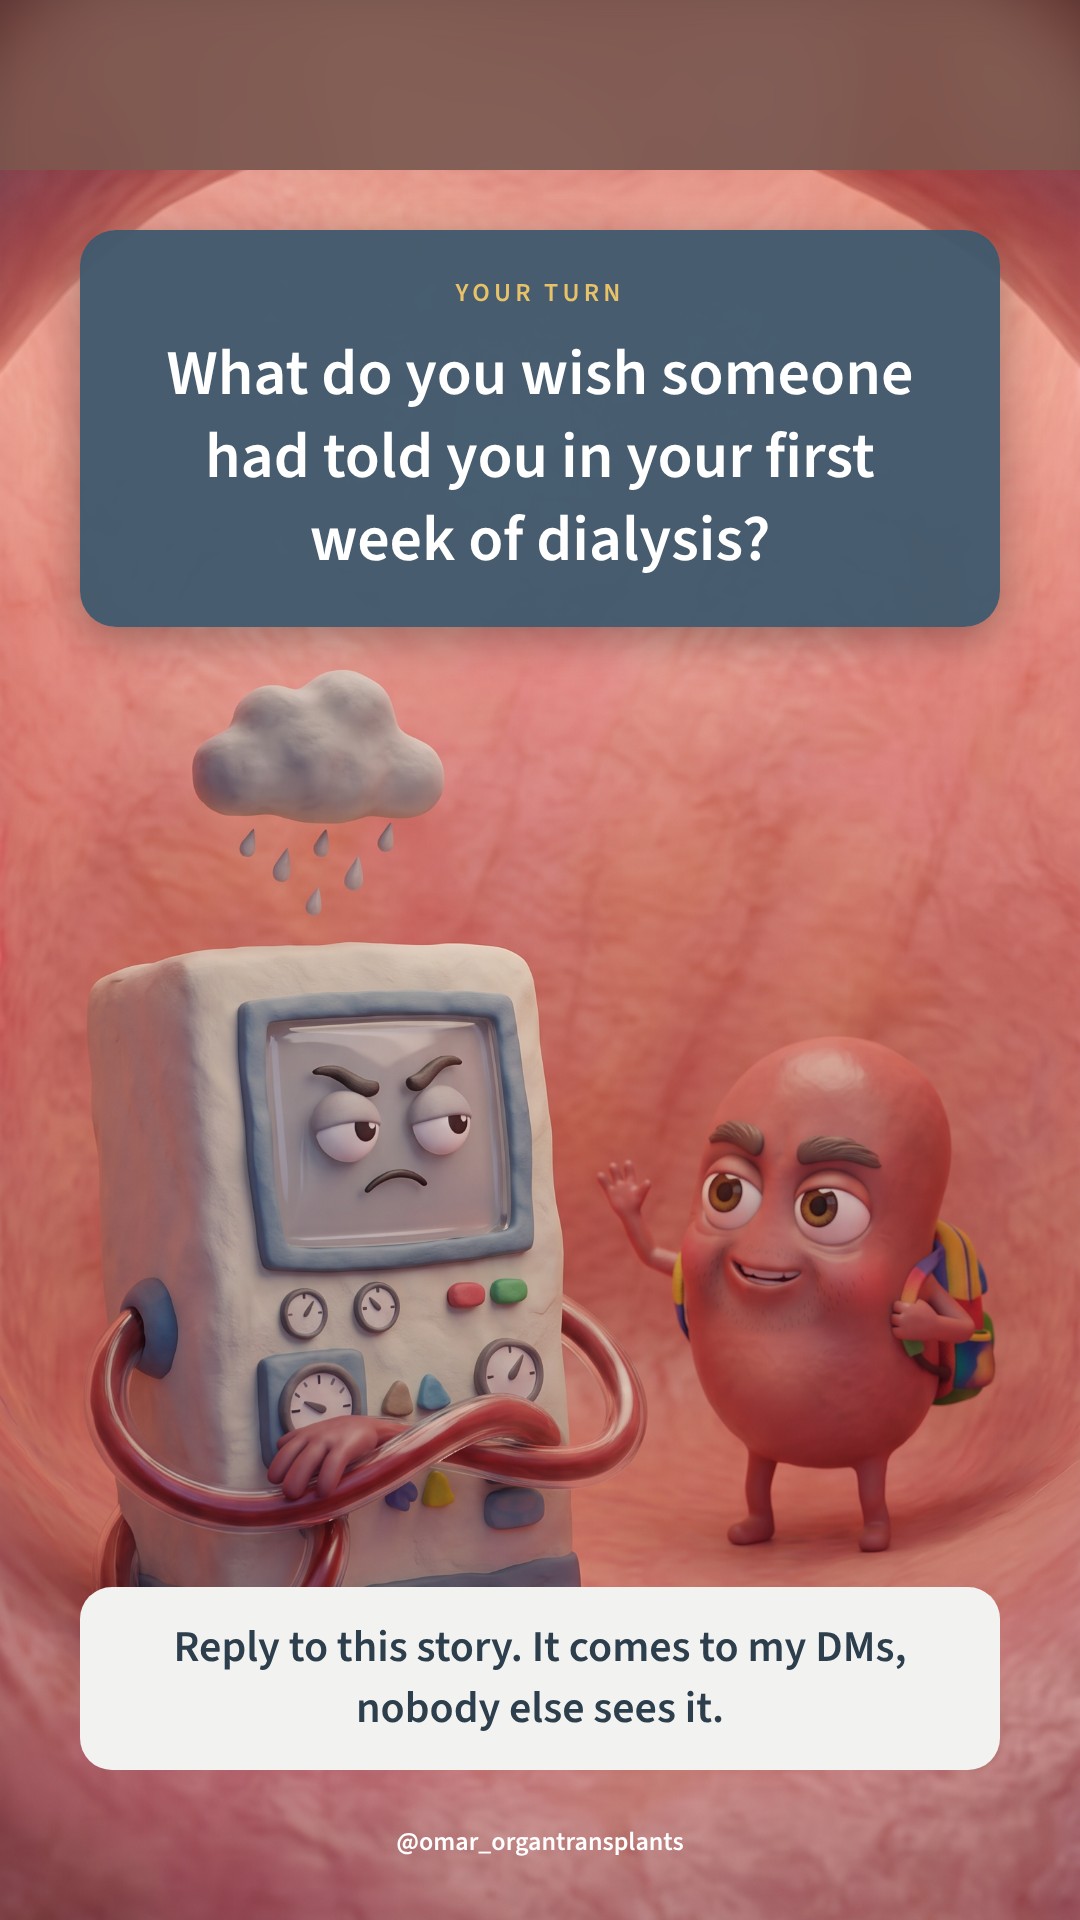 YOUR TURN
What do you wish someone
had told you in your first
week of dialysis?
Reply to this story. It comes to my DMs,
nobody else sees it.
@omar_organtransplants